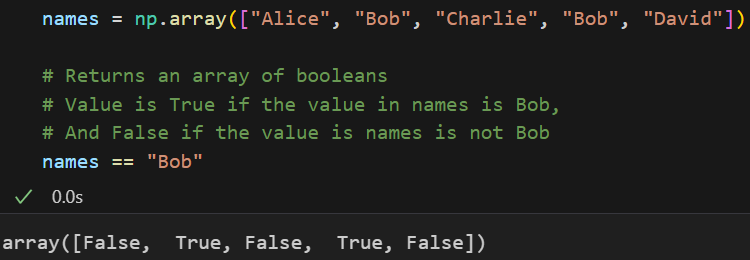 names = np.array(["Alice", "Bob", "Charlie", "Bob", "David"])
# Returns an array of booleans
# Value is True if the value in names is Bob,
# And False if the value is names is not Bob
names == "Bob"
0.0s
array([False,  True, False,  True, False])